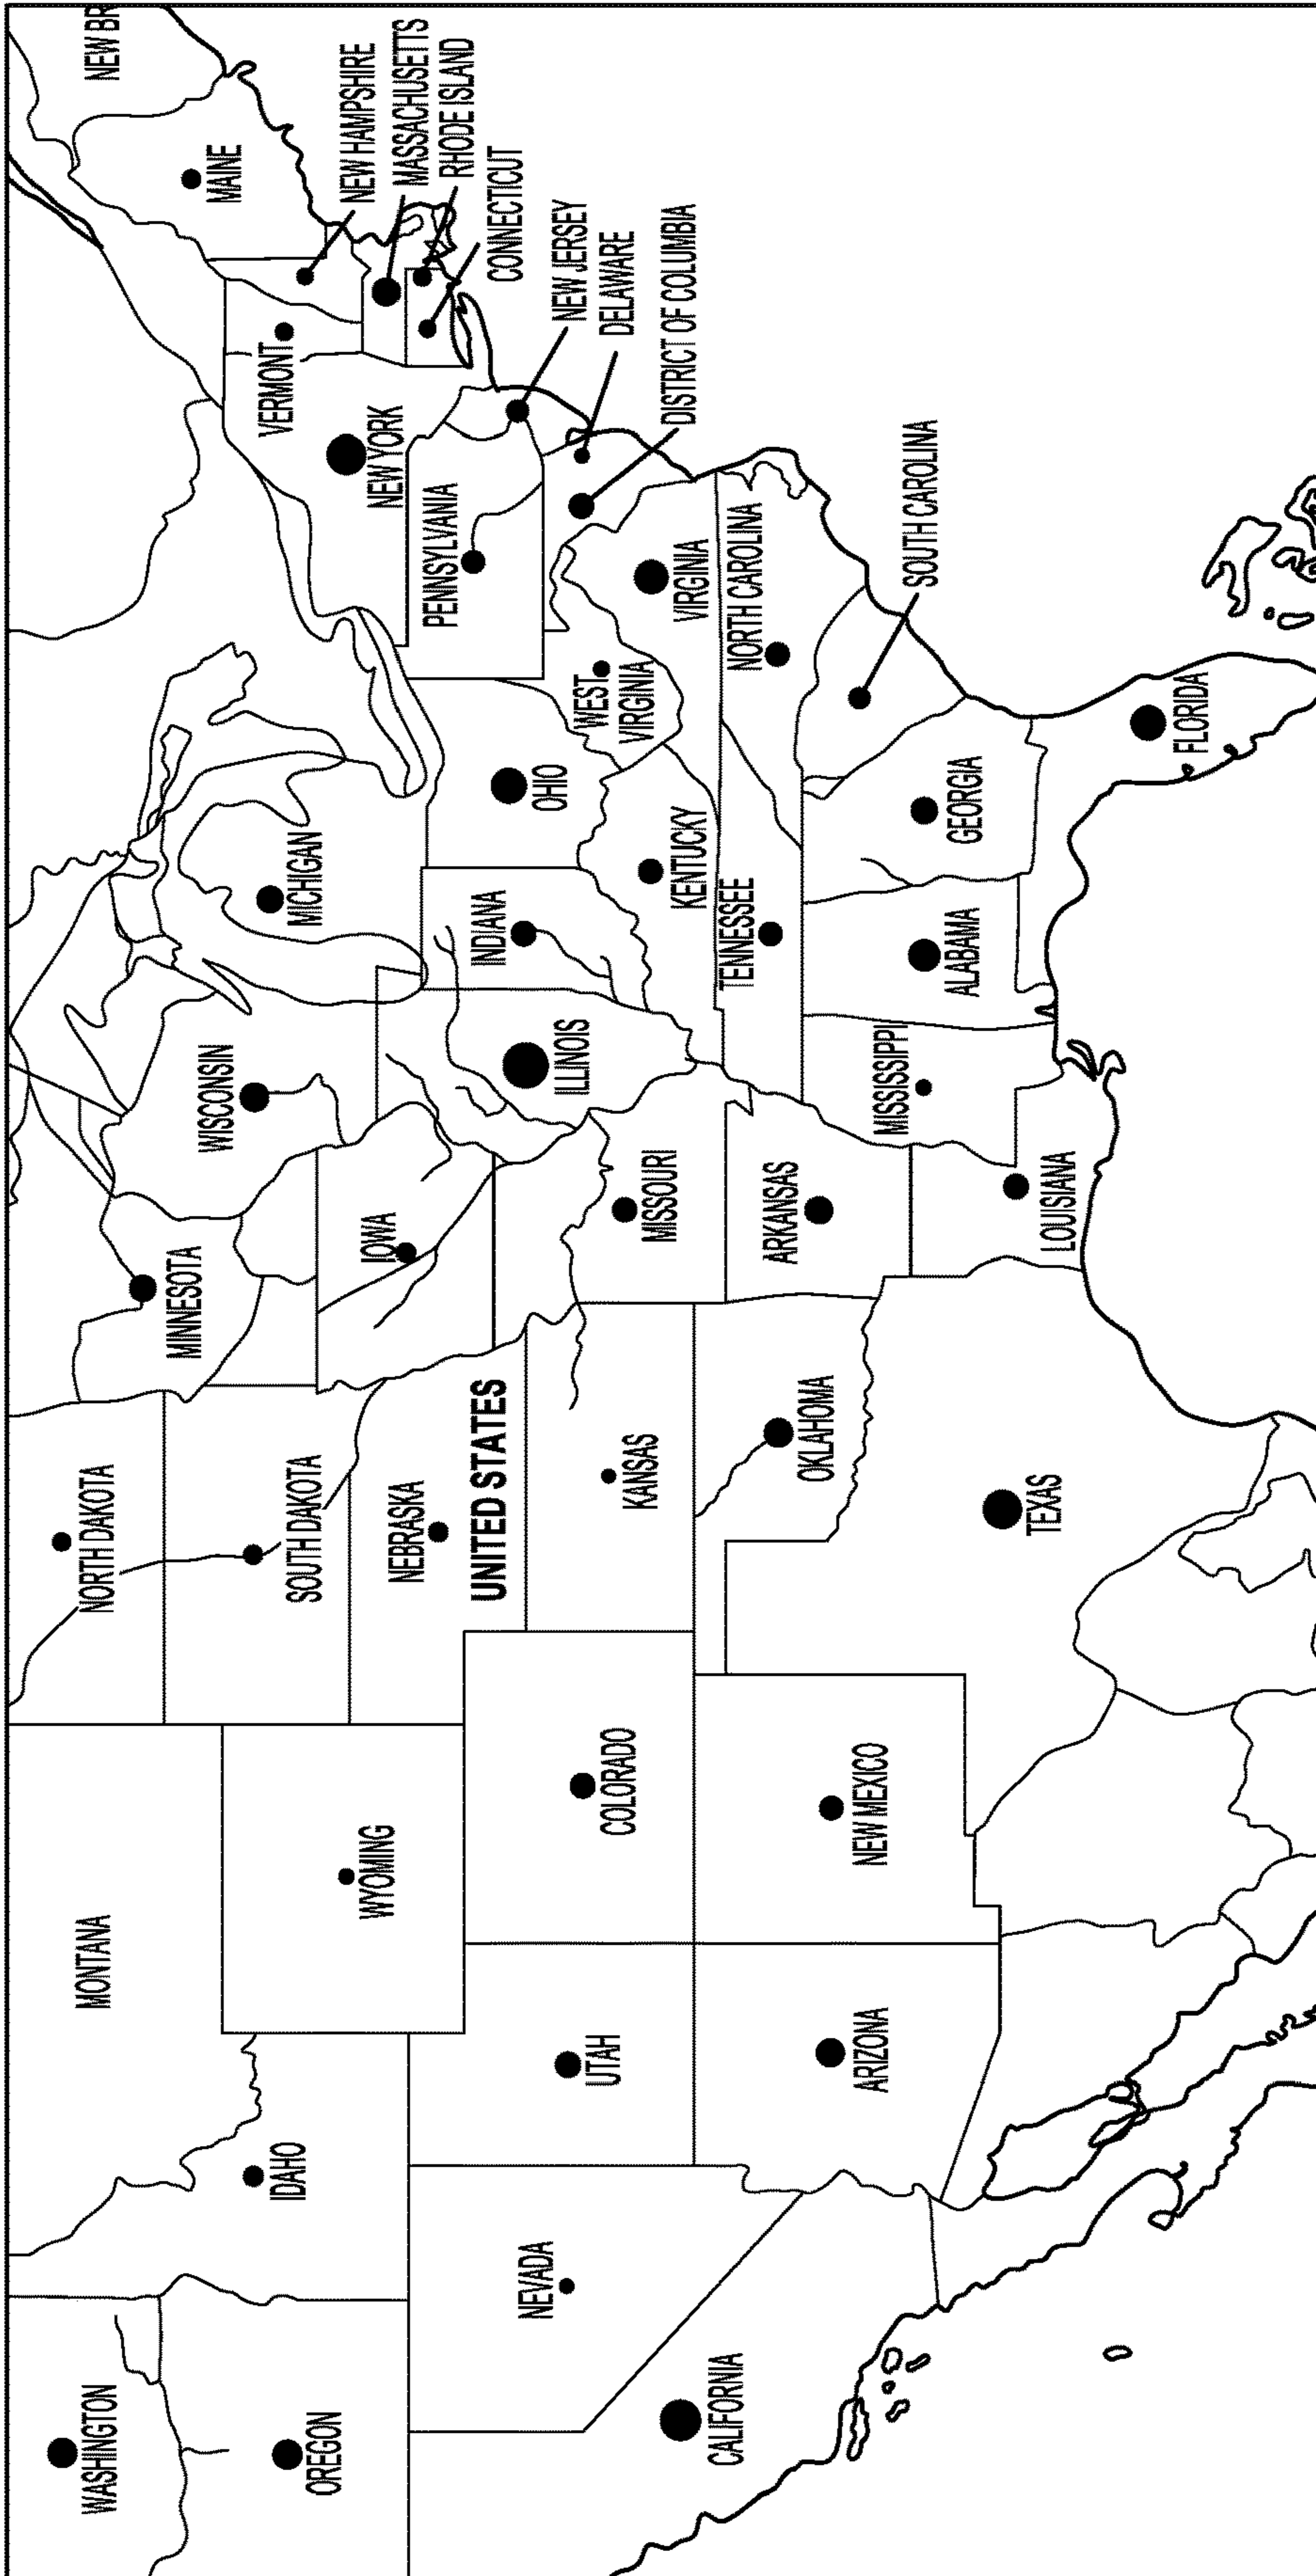 WASHINGTON
MONTANA
NORTH DAKOTA
MINNESOTA
NEW BR
MAINE
OREGON
IDAHO
WYOMING
SOUTH DAKOTA
WISCONSIN
MICHIGAN
VERMONT
NEW HAMPSHIRE
MASSACHUSETTS
RHODE ISLAND
CONNECTICUT
NEW YORK
NEBRASKA
IOWA
PENNSYLVANIA
NEW JERSEY
DELAWARE
DISTRICT OF COLUMBIA
UNITED STATES
NEVADA
UTAH
COLORADO
KANSAS
ILLINOIS
INDIANA
OHIO
WEST
VIRGINIA
VIRGINIA
CALIFORNIA
MISSOURI
KENTUCKY
NORTH CAROLINA
TENNESSEE
ARIZONA
NEW MEXICO
OKLAHOMA
ARKANSAS
SOUTH CAROLINA
MISSISSIPPI
ALABAMA
GEORGIA
TEXAS
LOUISIANA
FLORIDA